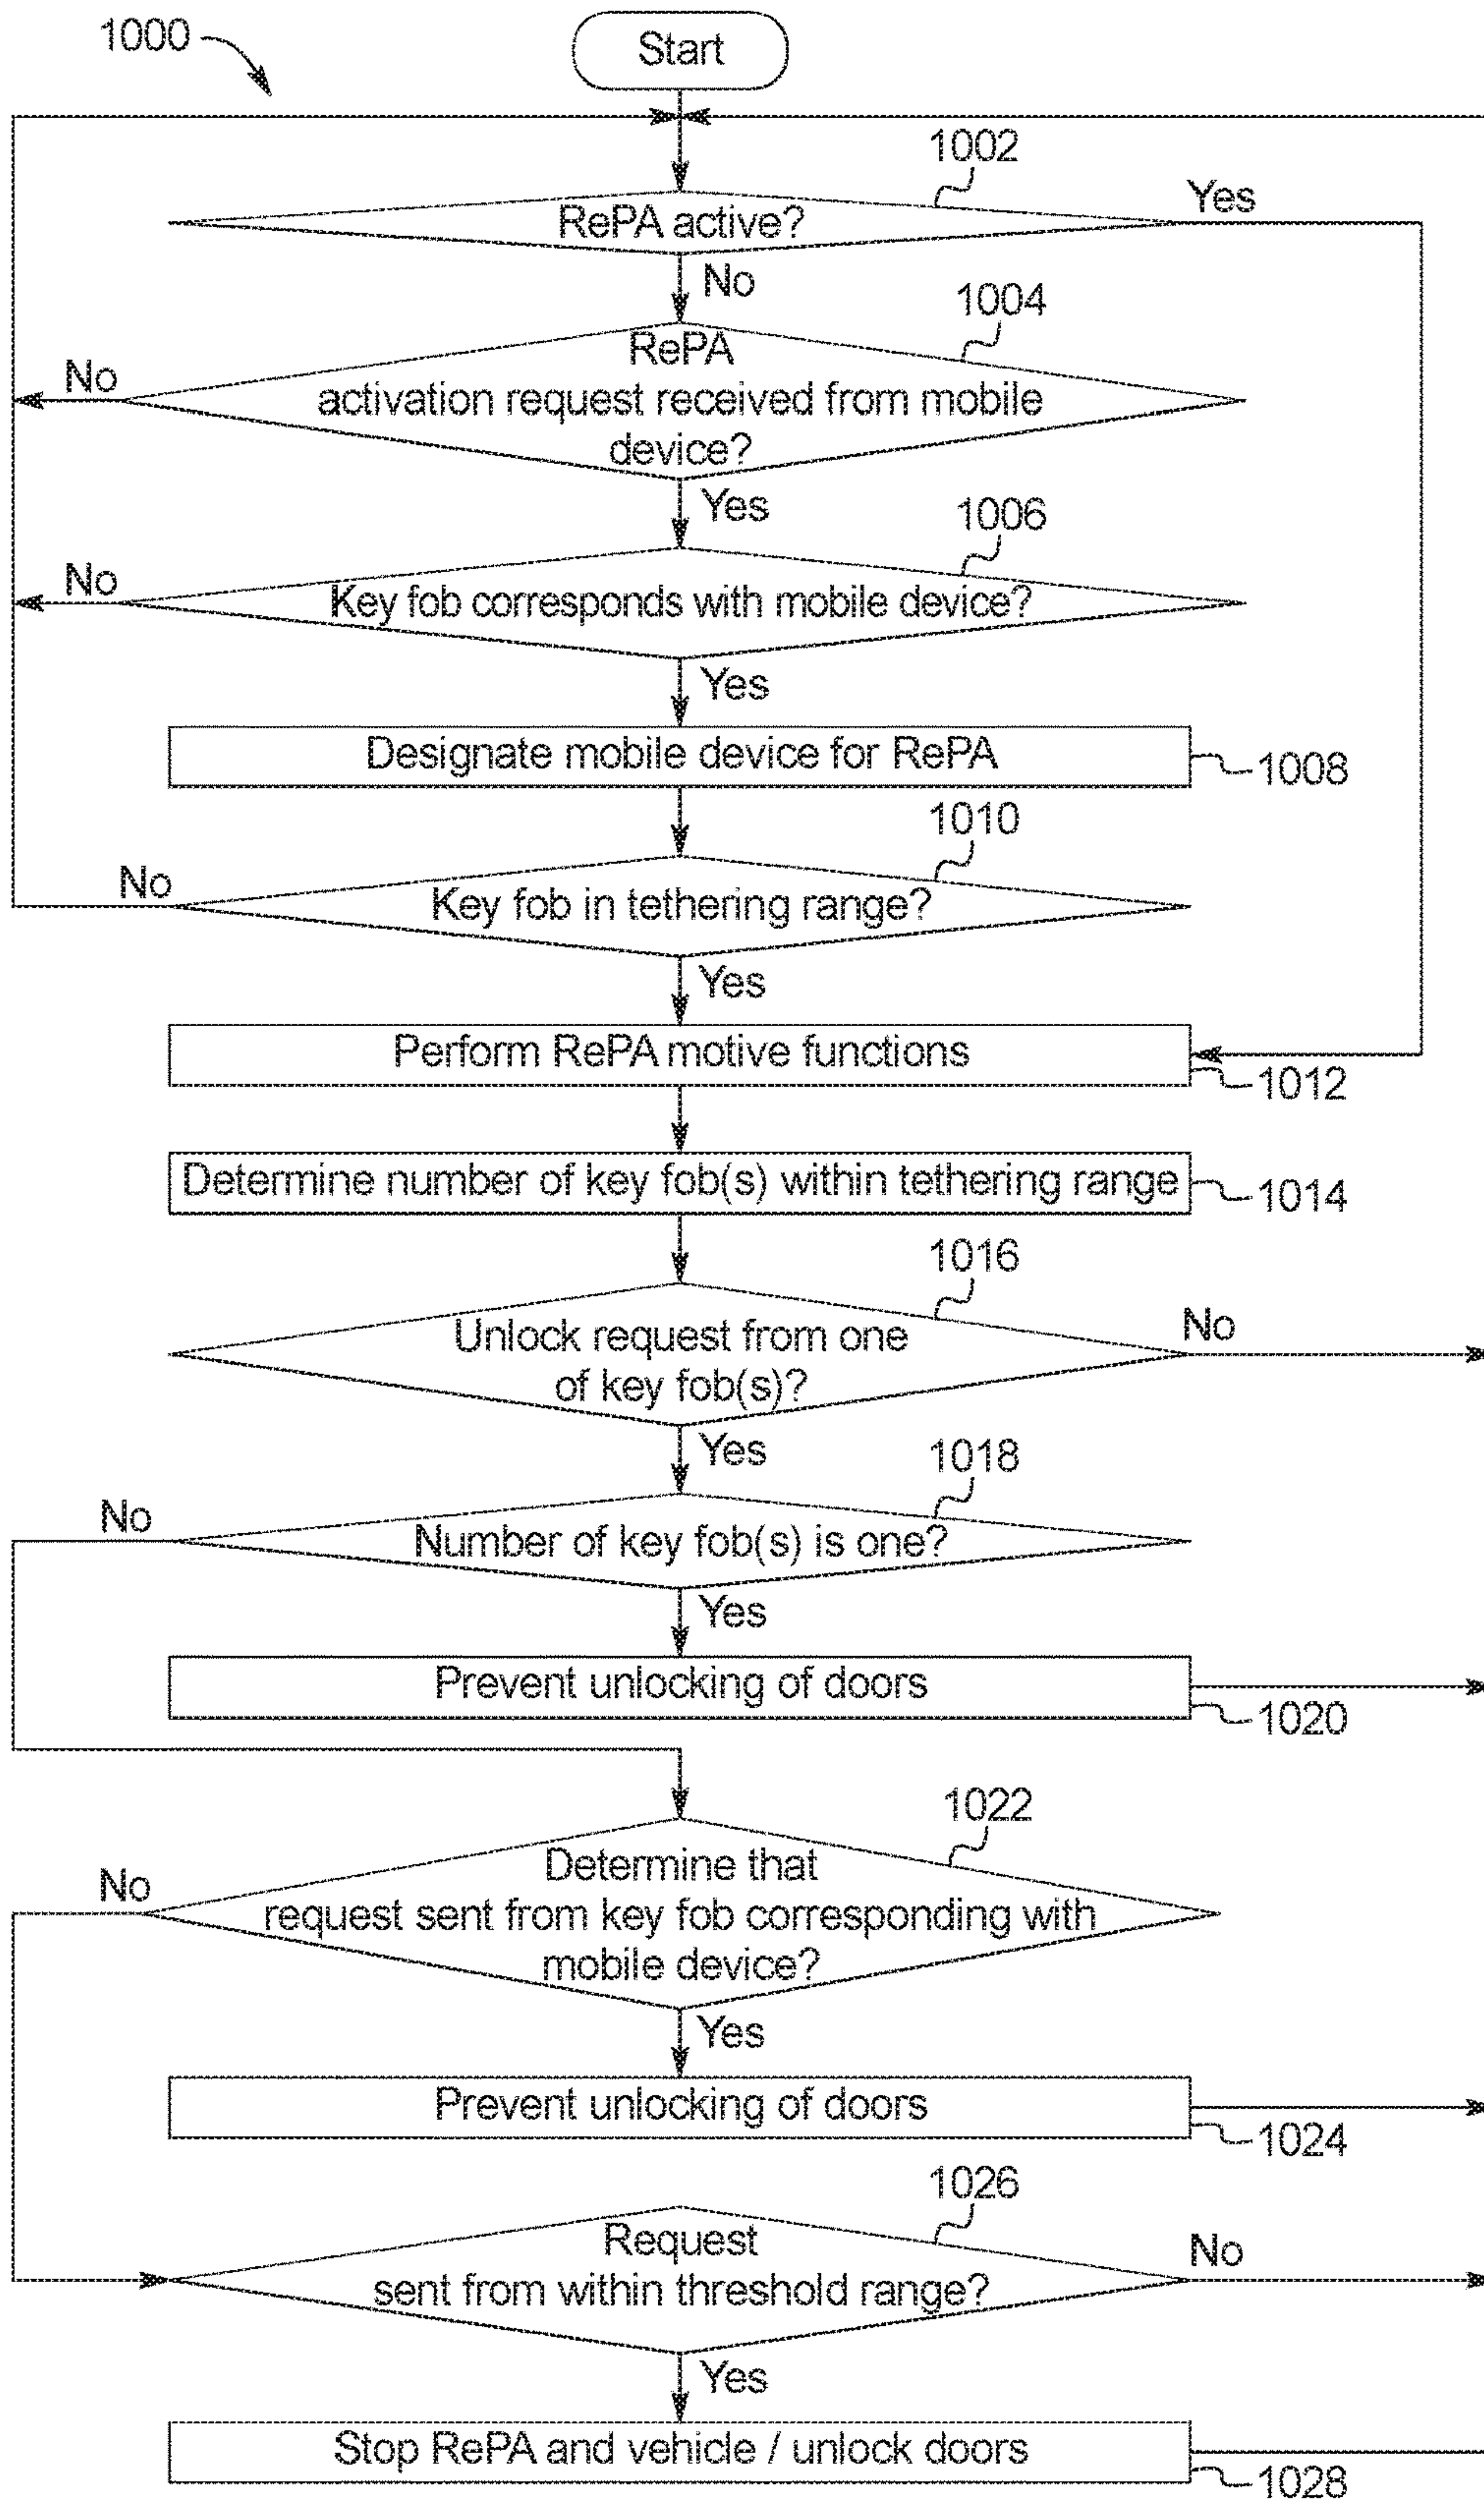 1000
Start
1002
RePA active?
Yes
No
1004
RePA
activation request received from mobile
device?
No
Yes
1006
Key fob corresponds with mobile device?
No
Yes
Designate mobile device for RePA
1008
1010
No
Key fob in tethering range?
Yes
Perform RePA motive functions
1012
Determine number of key fob(s) within tethering range
1014
1016
Unlock request from one
of key fob(s)?
No
Yes
1018
No
Number of key fob(s) is one?
Yes
Prevent unlocking of doors
1020
1022
Determine that
request sent from key fob corresponding with
mobile device?
No
Yes
Prevent unlocking of doors
1024
1026
Request
sent from within threshold range?
No
Yes
Stop RePA and vehicle / unlock doors
1028